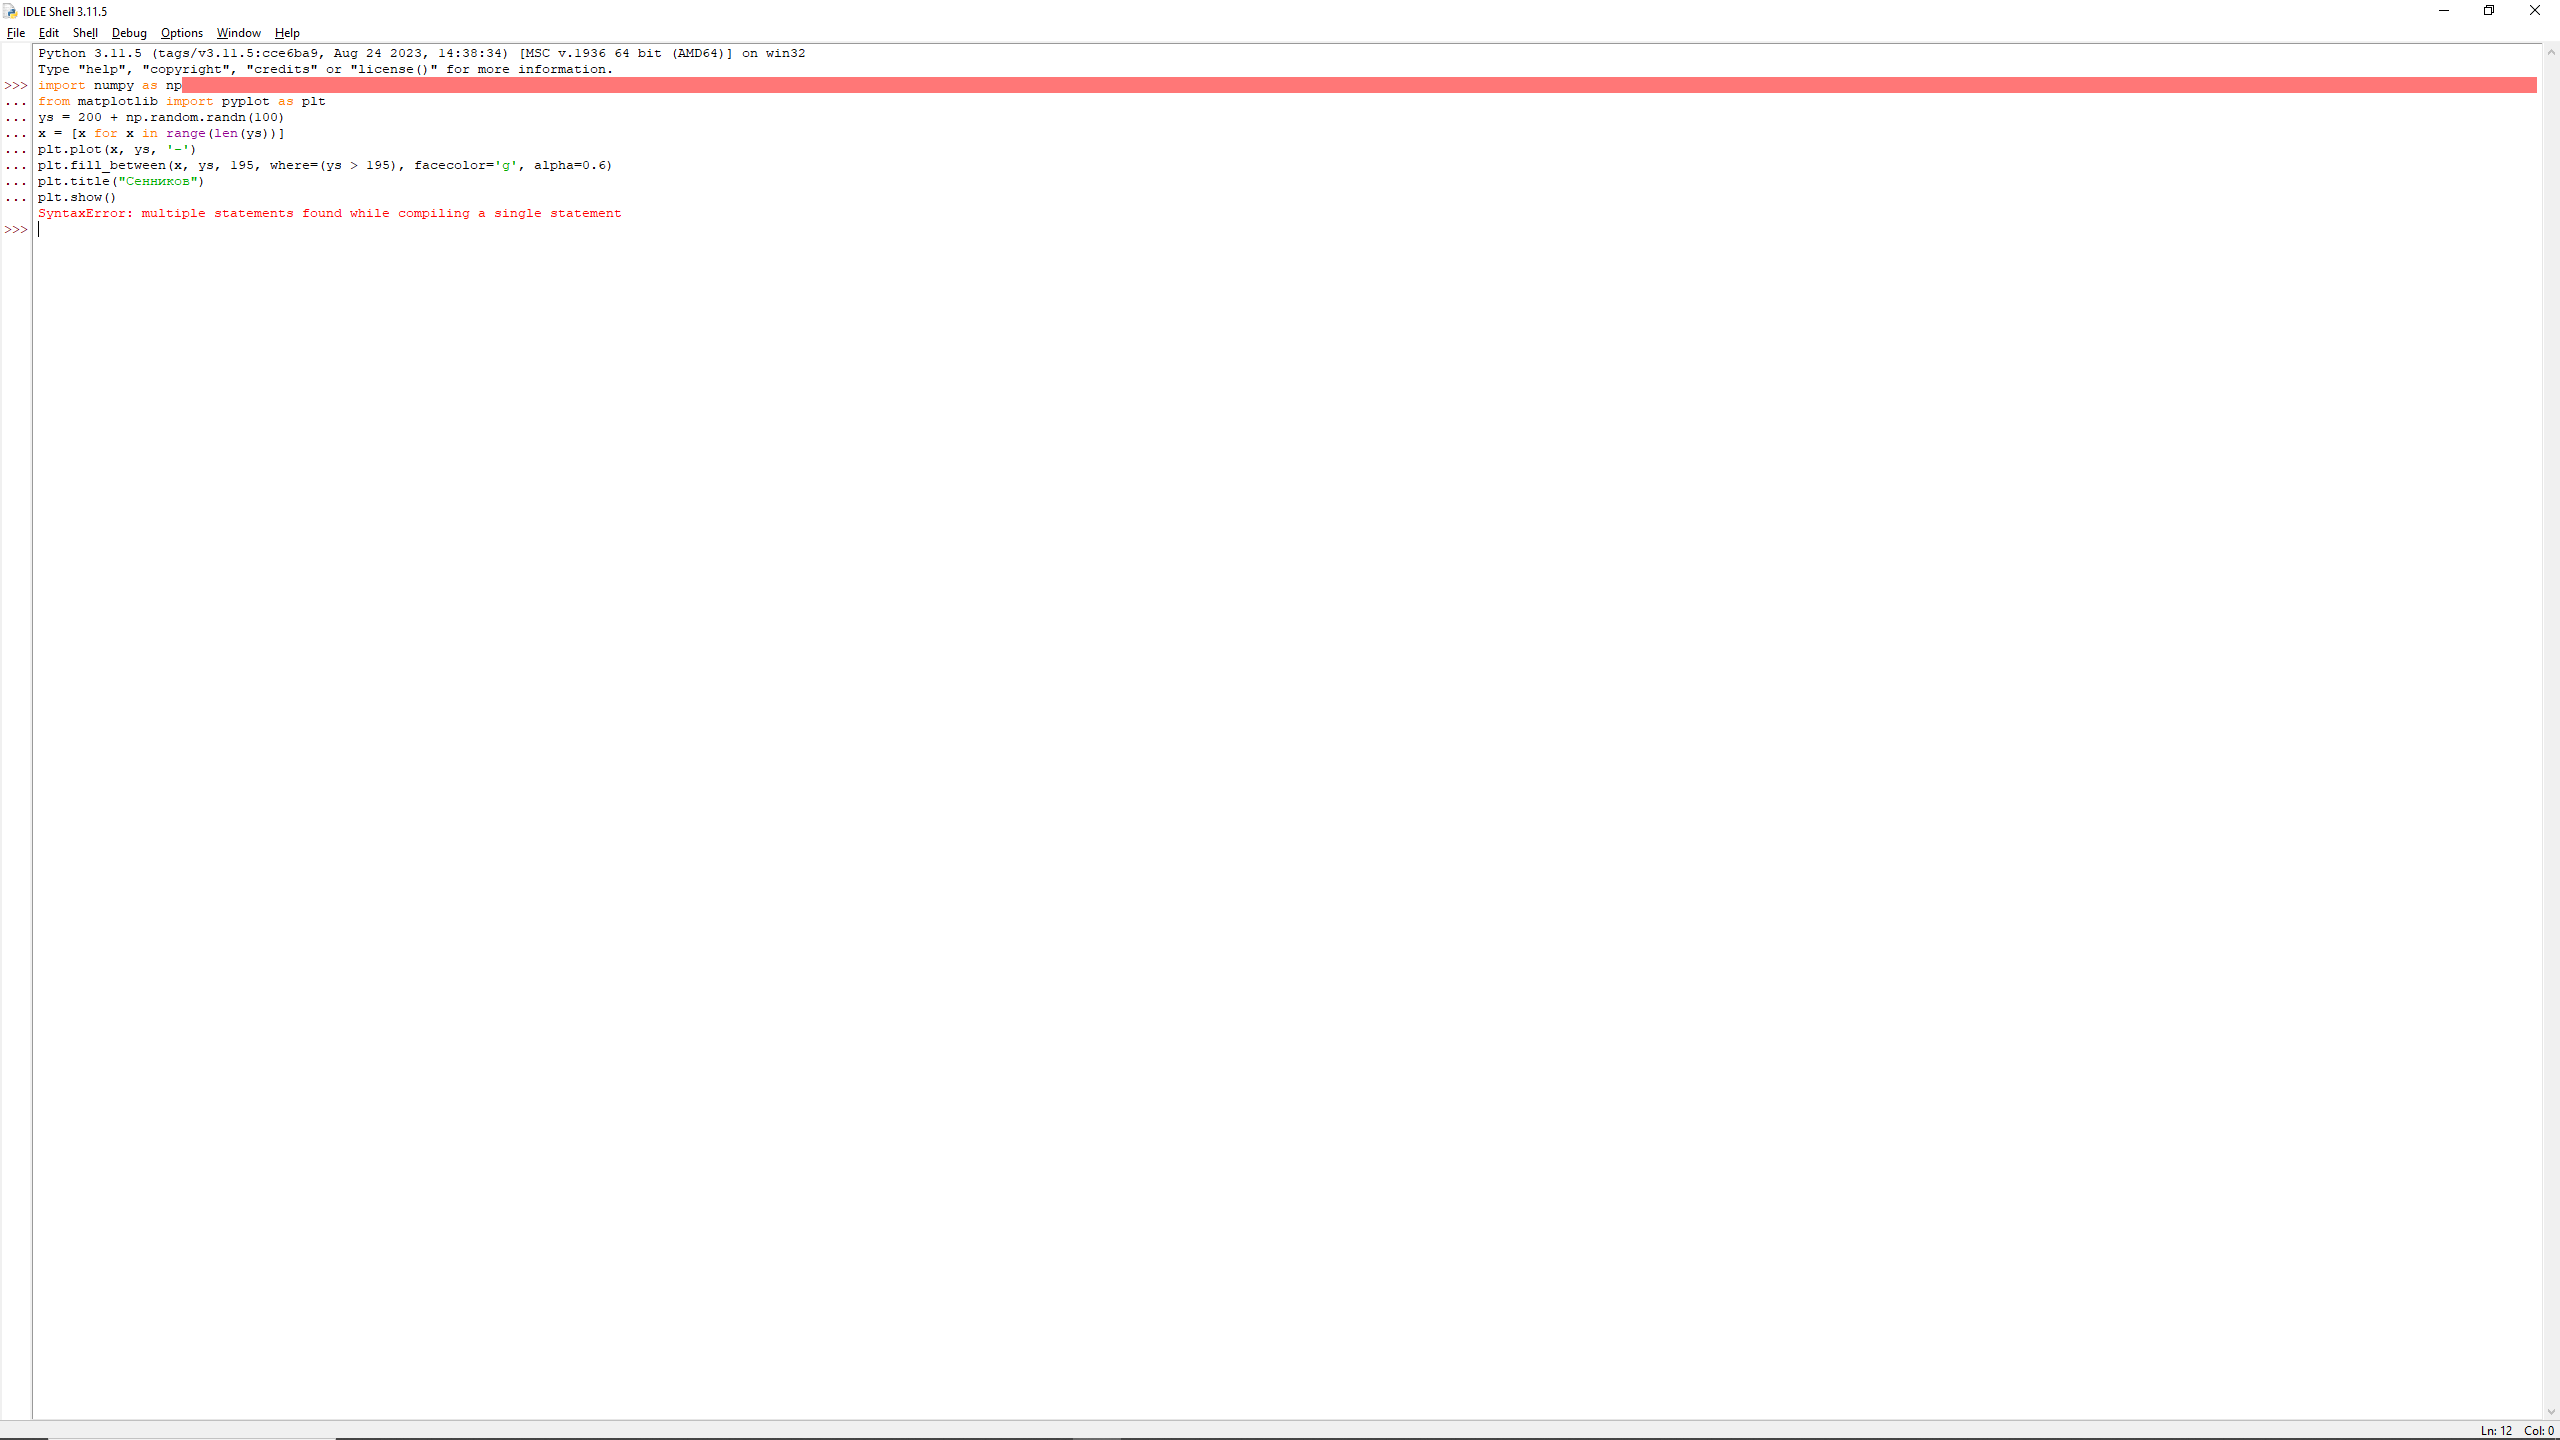 IDLE Shell 3.11.5
File Edit Shell Debug Options Window Help
Python 3.11.5 (tags/v3.11.5:cce6ba9, Aug 24 2023, 14:38:34) [MSC v.1936 64 bit (AMD64)] on win32
Type "help", "copyright", "credits" or "license()" for more information.
>>> import numpy as np
... from matplotlib import pyplot as plt
... ys = 200 + np.random.randn(100)
... x = [x for x in range(len(ys))]
... plt.plot(x, ys, '-')
... plt.fill_between(x, ys, 195, where=(ys > 195), facecolor='g', alpha=0.6)
... plt.title("Сенников")
... plt.show()
SyntaxError: multiple statements found while compiling a single statement
>>>
Ln: 12 Col: 0